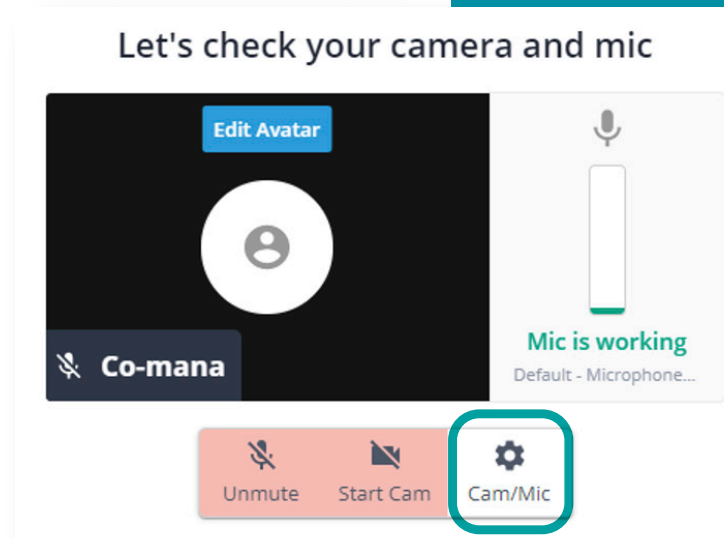 Let's check your camera and mic
Edit Avatar
Co-mana
Mic is working
Default - Microphone...
Unmute
Start Cam
Cam/Mic